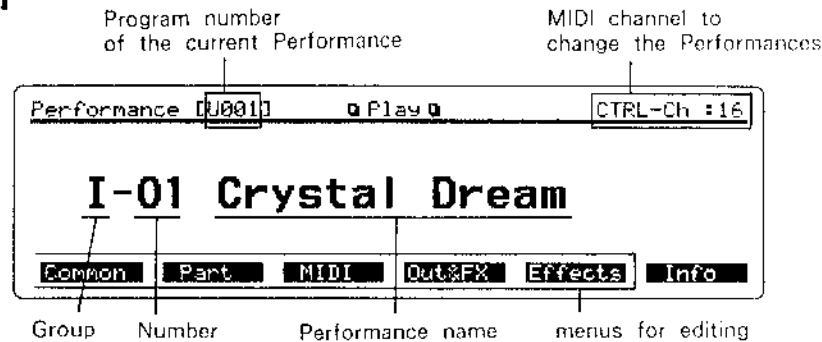 Program number
of the current Performance
MIDI channel to
change the Performances
Performance [U001] Play CTRL-Ch :16
I-01 Crystal Dream
Common Part MIDI Out&FX Effects Info
Group Number Performance name menus for editing